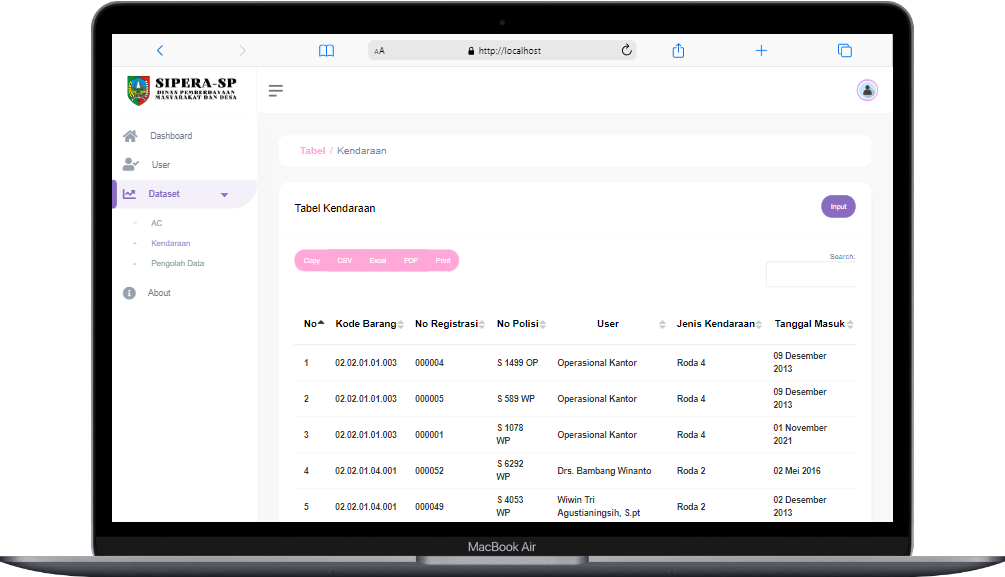 AA http://localhost
SIPERA-SP
DINAS PEMBERDAYAAN
MASYARAKAT DAN DESA
Dashboard
User
Dataset
- AC
- Kendaraan
- Pengolah Data
About
Tabel / Kendaraan
Tabel Kendaraan
Input
Copy CSV Excel PDF Print
Search:
No Kode Barang No Registrasi No Polisi User Jenis Kendaraan Tanggal Masuk
1 02.02.01.01.003 000004 S 1499 OP Operasional Kantor Roda 4 09 Desember
2013
2 02.02.01.01.003 000005 S 589 WP Operasional Kantor Roda 4 09 Desember
2013
3 02.02.01.01.003 000001 S 1078
WP Operasional Kantor Roda 4 01 November
2021
4 02.02.01.04.001 000052 S 6292
WP Drs. Bambang Winanto Roda 2 02 Mei 2016
5 02.02.01.04.001 000049 S 4053
WP Wiwin Tri
Agustianingsih, S.pt Roda 2 02 Desember
2013
MacBook Air